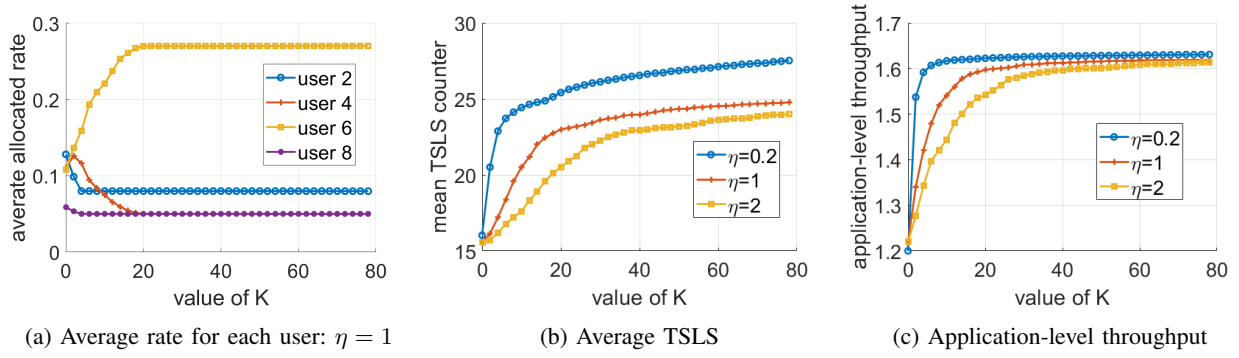 averate allocated rate
0.3
0.2
0.1
0
0 20 40 60 80
value of K
user 2
user 4
user 6
user 8
(a) Average rate for each user: η = 1
mean TSLS counter
30
25
20
15
0 20 40 60 80
value of K
η=0.2
η=1
η=2
(b) Average TSLS
application-level throughput
1.7
1.6
1.5
1.4
1.3
1.2
0 20 40 60 80
value of K
η=0.2
η=1
η=2
(c) Application-level throughput